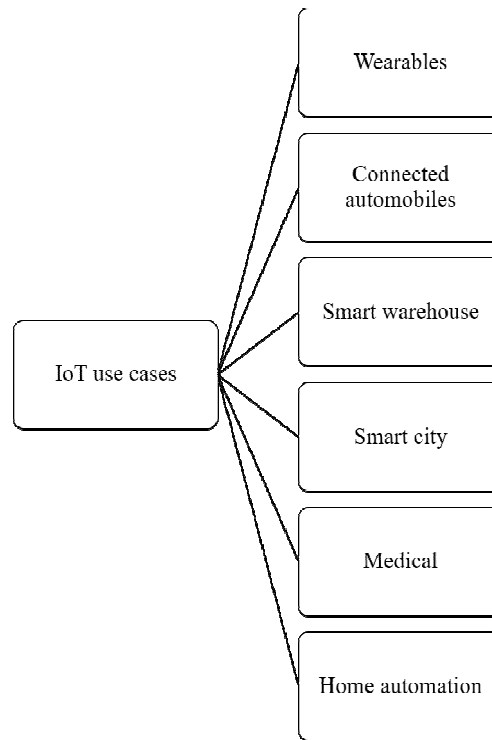 Wearables
Connected
automobiles
Smart warehouse
IoT use cases
Smart city
Medical
Home automation